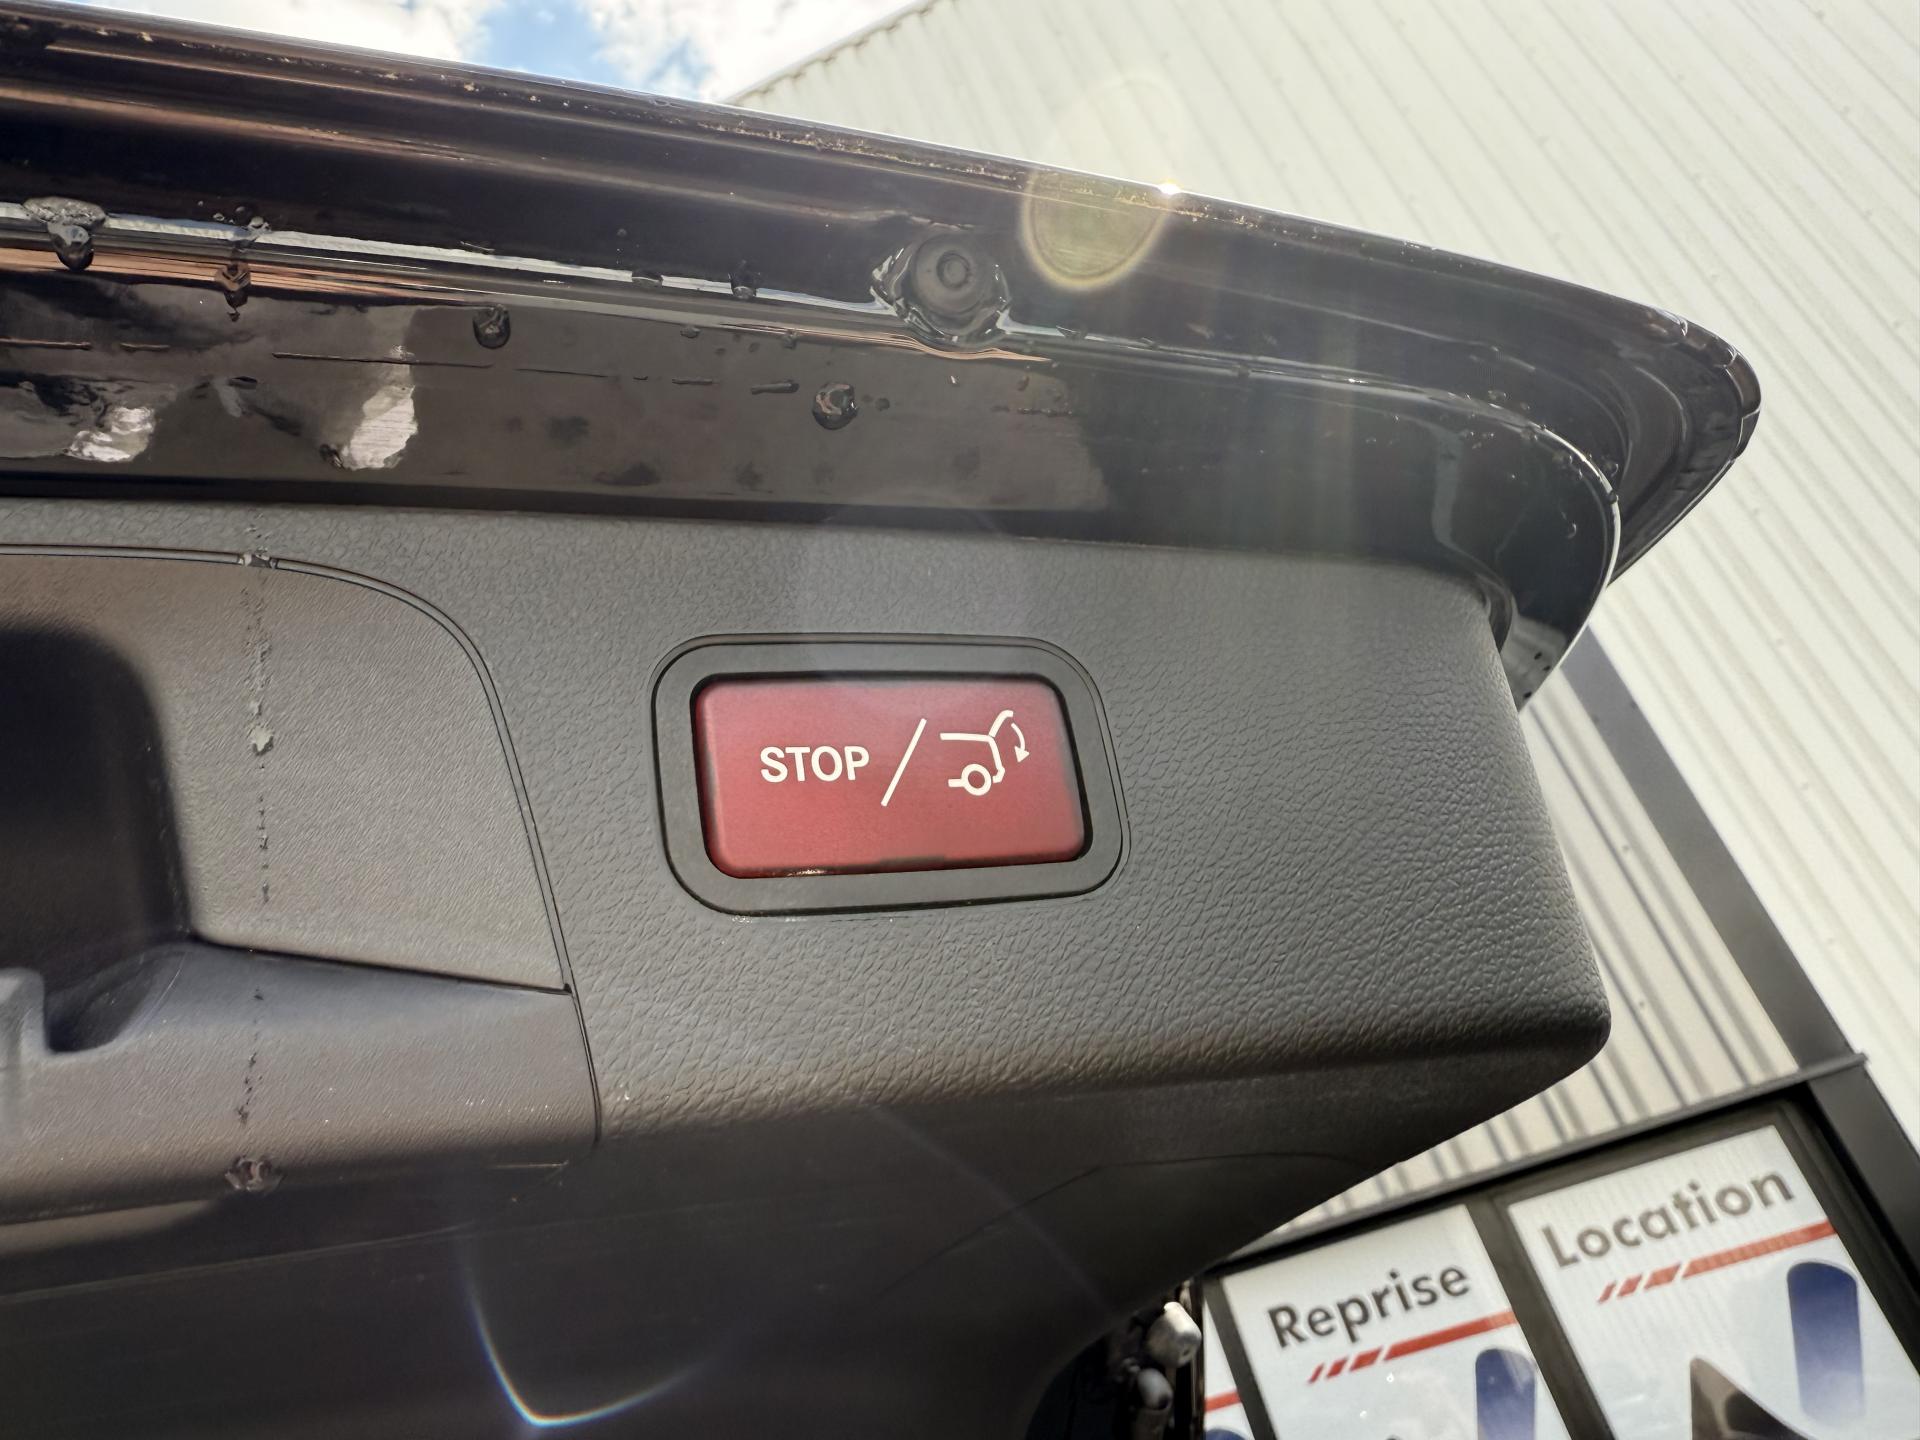 STOP /
Reprise
Location